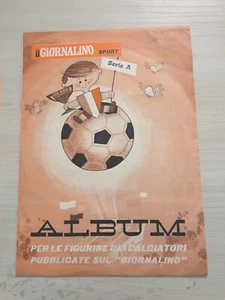 IL GIORNALINO SPORT
Serie A
ALBUM
PER LE FIGURINE DEI CALCIATORI
PUBBLICATE SUL "GIORNALINO"